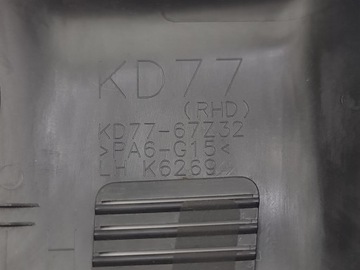 KD77
(RHD)
KD77-67Z32
>PA6-G15<
LH K6269